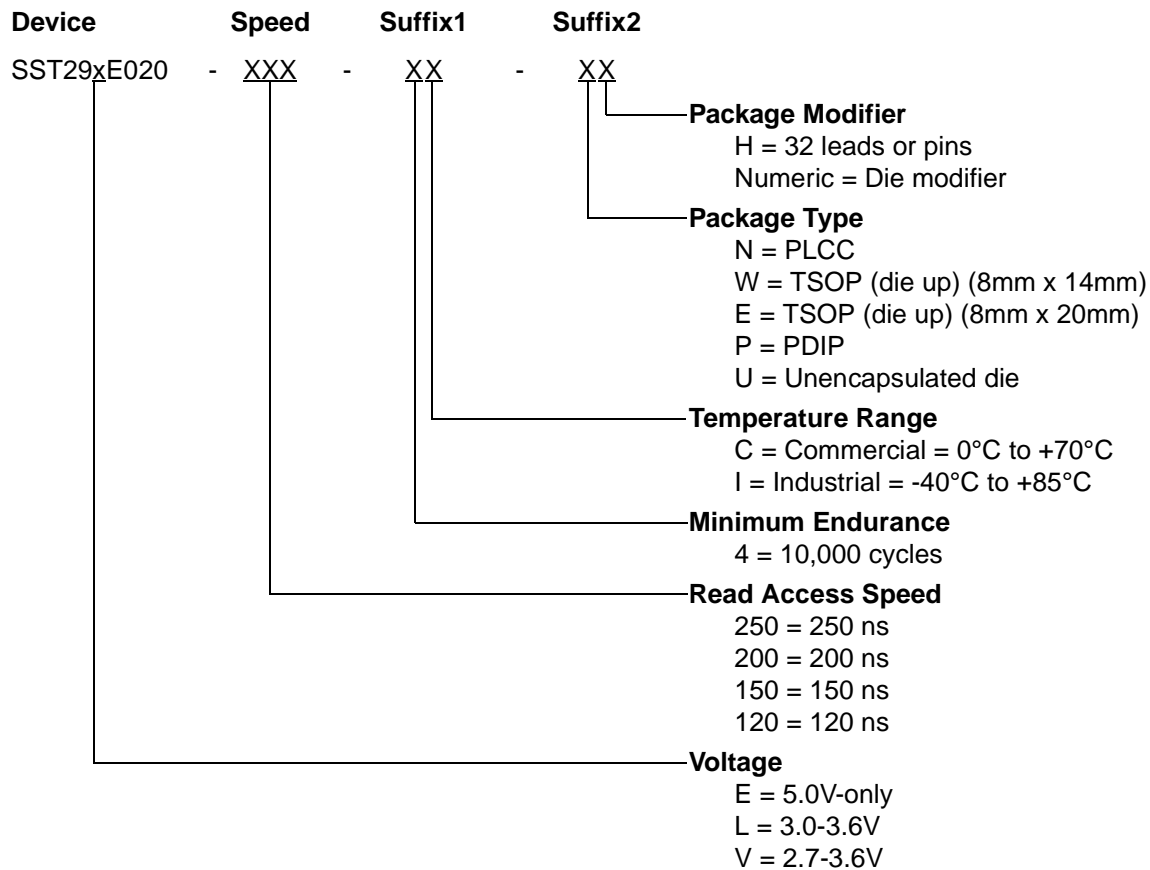 Device Speed Suffix1 Suffix2
SST29xE020 - XXX - XX - XX
Package Modifier
H = 32 leads or pins
Numeric = Die modifier
Package Type
N = PLCC
W = TSOP (die up) (8mm x 14mm)
E = TSOP (die up) (8mm x 20mm)
P = PDIP
U = Unencapsulated die
Temperature Range
C = Commercial = 0°C to +70°C
I = Industrial = -40°C to +85°C
Minimum Endurance
4 = 10,000 cycles
Read Access Speed
250 = 250 ns
200 = 200 ns
150 = 150 ns
120 = 120 ns
Voltage
E = 5.0V-only
L = 3.0-3.6V
V = 2.7-3.6V